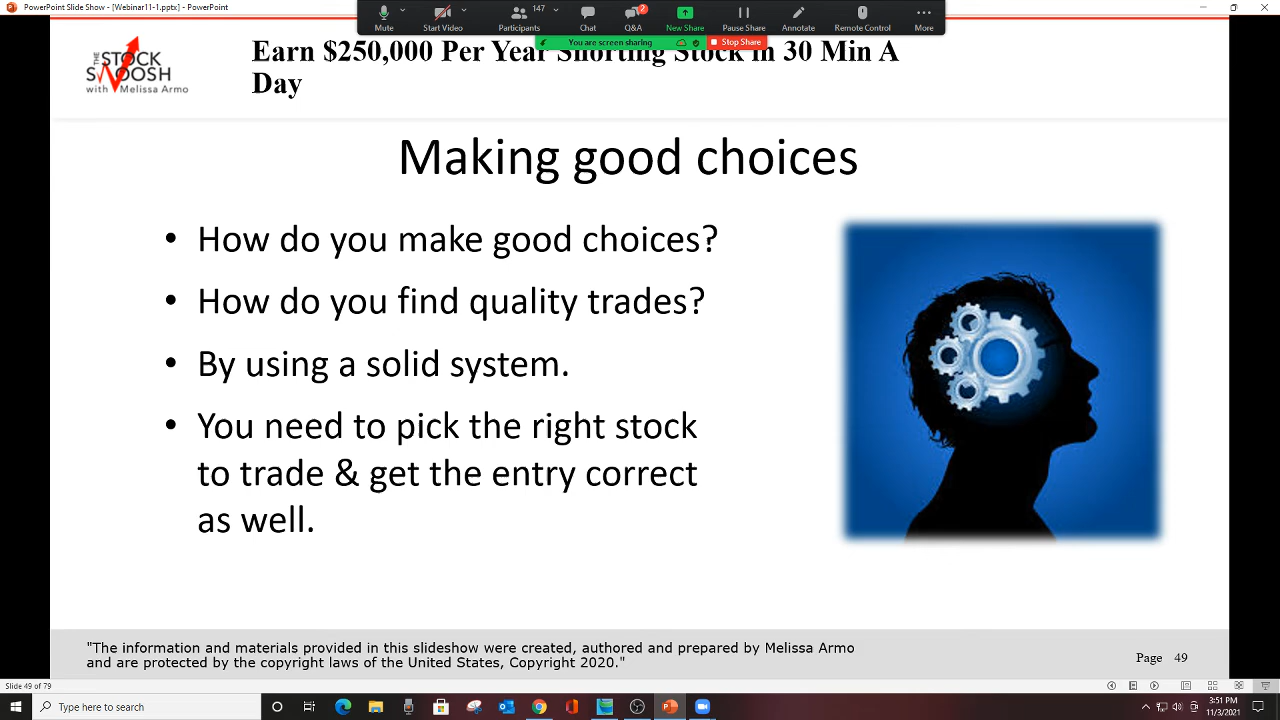 PowerPoint Slide Show - [Webinar11-1.pptx] - PowerPoint
147
2
Mute
Start Video
Participants
Chat
Q&A
New Share
Pause Share
Annotate
Remote Control
More
You are screen sharing
Stop Share
THE
STOCK
SWOOSH
with Melissa Armo
Earn $250,000 Per Year Shorting Stock in 30 Min A
Day
Making good choices
• How do you make good choices?
• How do you find quality trades?
• By using a solid system.
• You need to pick the right stock
to trade & get the entry correct
as well.
"The information and materials provided in this slideshow were created, authored and prepared by Melissa Armo
and are protected by the copyright laws of the United States, Copyright 2020."
Page 49
Slide 49 of 79
Type here to search
3:51 PM
11/3/2021